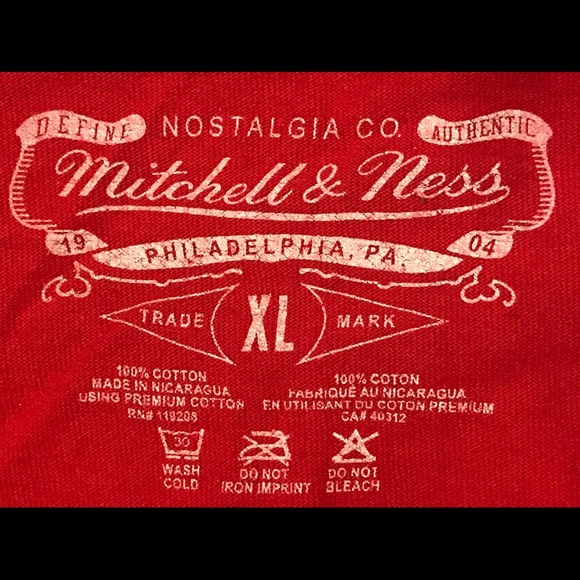 DEFINE NOSTALGIA CO. AUTHENTIC
Mitchell & Ness
19 PHILADELPHIA, PA. 04
TRADE XL MARK
100% COTTON
MADE IN NICARAGUA
USING PREMIUM COTTON
RN# 119205
100% COTON
FABRIQUÉ AU NICARAGUA
EN UTILISANT DU COTON PREMIUM
CA# 40312
30
WASH
COLD
DO NOT
IRON IMPRINT
DO NOT
BLEACH